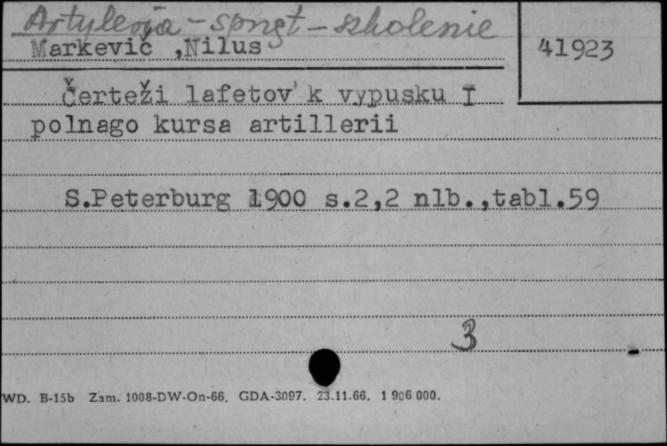 Artyleria - sprzęt - szkolenie
Markevič ,Nilus
41923
Čerteži lafetov' k vypusku I
polnago kursa artillerii
S.Peterburg 1900 s.2,2 nlb.,tabl.59
3
WD. B-15b Zam. 1008-DW-On-66. GDA-3097. 23.11.66. 1 906 000.